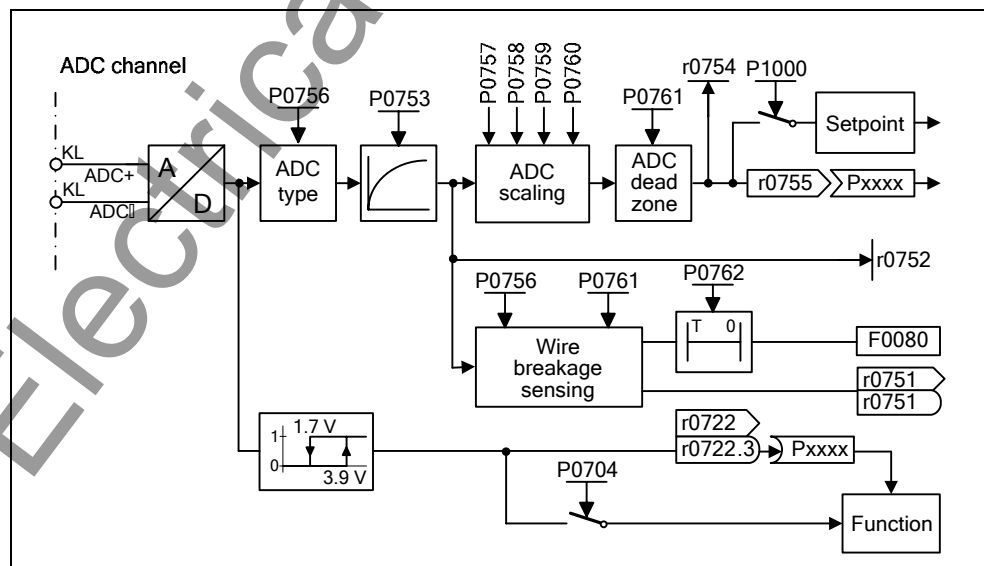 Electrical
ADC channel
KL
ADC+
KL
ADC▯
A
D
P0756
ADC
type
P0753
P0757
P0758
P0759
P0760
ADC
scaling
P0761
ADC
dead
zone
r0754
P1000
Setpoint
r0755
Pxxxx
r0752
P0756
P0761
Wire
breakage
sensing
P0762
T 0
F0080
r0751
r0751
1
0
1.7 V
3.9 V
P0704
r0722
r0722.3
Pxxxx
Function